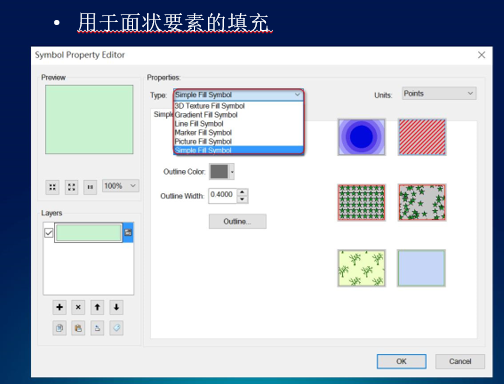 • 用于面状要素的填充
Symbol Property Editor
Preview
Properties:
Type: Simple Fill Symbol
Units: Points
3D Texture Fill Symbol
Gradient Fill Symbol
Line Fill Symbol
Marker Fill Symbol
Picture Fill Symbol
Simple Fill Symbol
Simple
Outline Color:
Outline Width: 0.4000
Outline...
100%
Layers
OK
Cancel